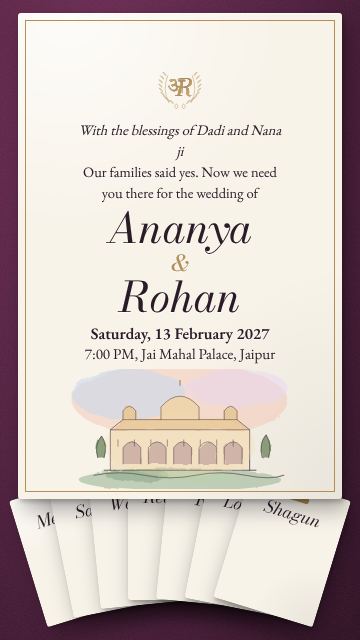 With the blessings of Dadi and Nana
ji
Our families said yes. Now we need
you there for the wedding of
Ananya
&
Rohan
Saturday, 13 February 2027
7:00 PM, Jai Mahal Palace, Jaipur
Shagun